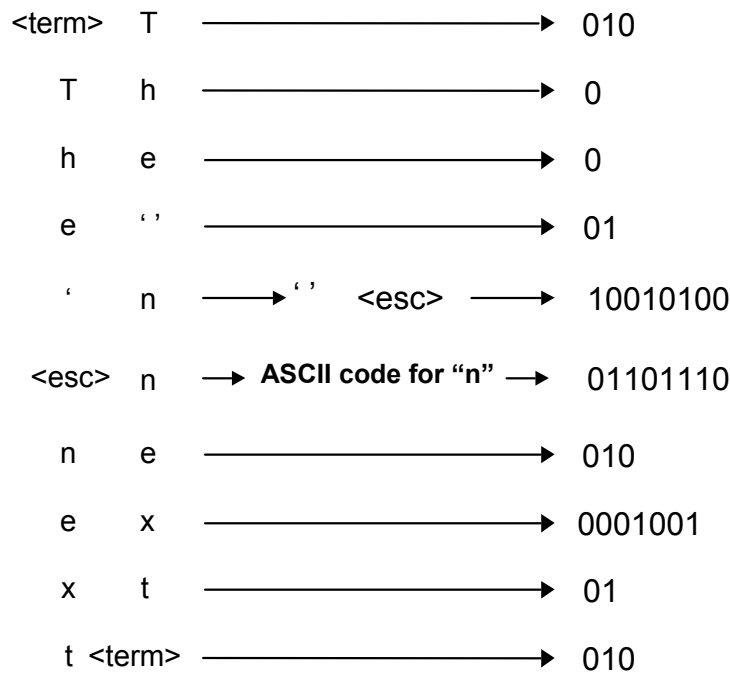 <term> T 010
T h 0
h e 0
e ‘ ’ 01
‘ n ‘ ’ <esc> 10010100
<esc> n ASCII code for “n” 01101110
n e 010
e x 0001001
x t 01
t <term> 010